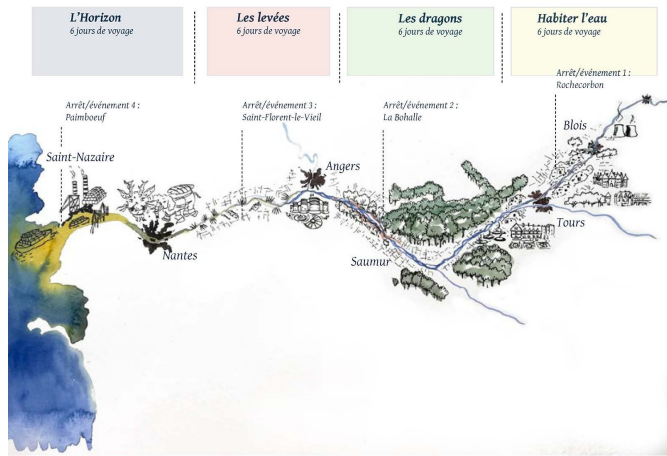 L'Horizon
6 jours de voyage
Les levées
6 jours de voyage
Les dragons
6 jours de voyage
Habiter l'eau
6 jours de voyage
Arrêt/événement 1 :
Rochecorbon
Arrêt/événement 4 :
Paimboeuf
Arrêt/événement 3 :
Saint-Florent-le-Vieil
Arrêt/événement 2 :
La Bohalle
Blois
Saint-Nazaire
Angers
Tours
Nantes
Saumur